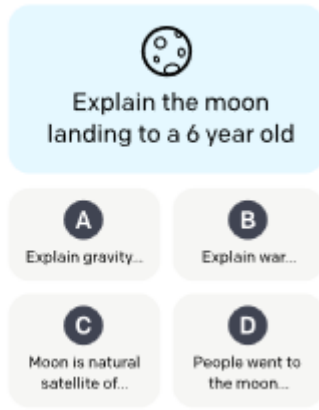 Explain the moon
landing to a 6 year old
A
Explain gravity...
B
Explain war...
C
Moon is natural
satellite of...
D
People went to
the moon...